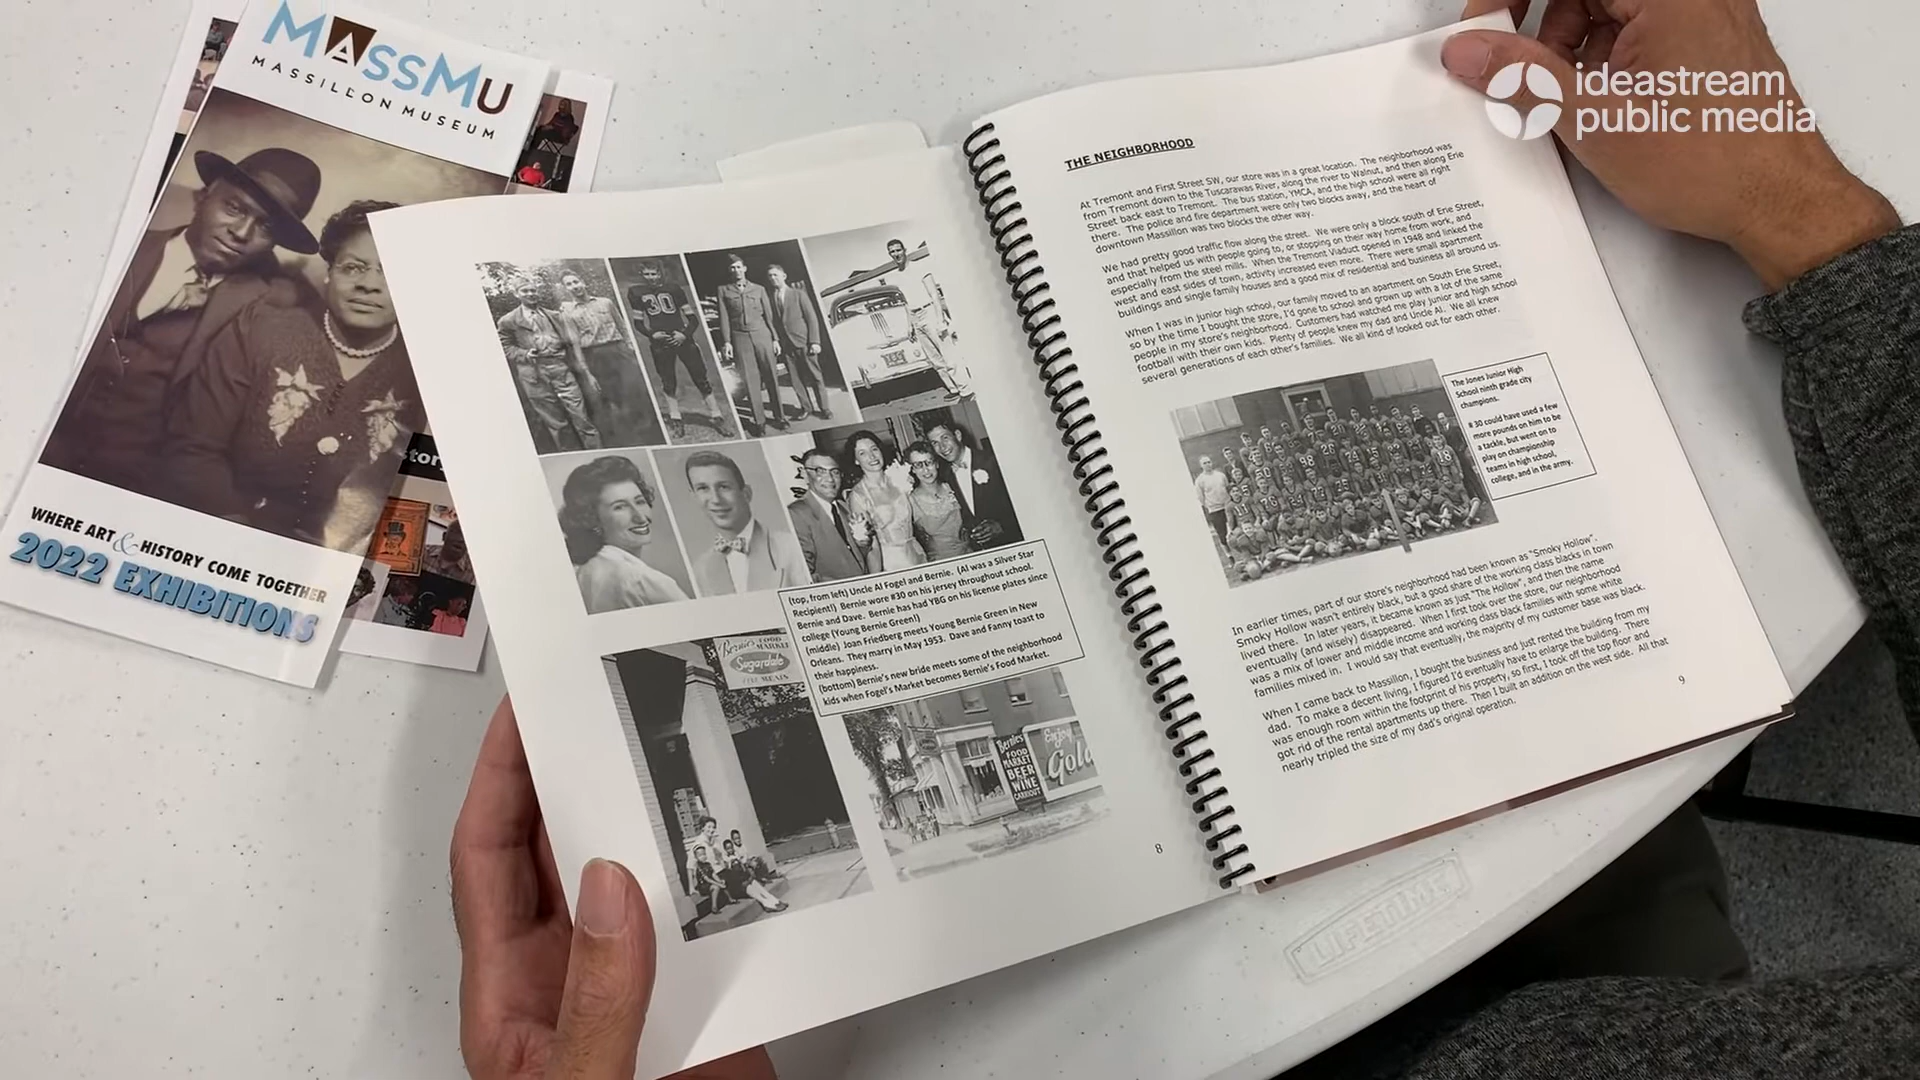 MASSMU
MASSILLON MUSEUM
WHERE ART & HISTORY COME TOGETHER
2022 EXHIBITIONS
ideastream
public media
(top, from left) Uncle Al Fogel and Bernie. (Al was a Silver Star
Recipient!) Bernie wore #30 on his jersey throughout school.
Bernie and Dave. Bernie has had YBG on his license plates since
college (Young Bernie Green!)
(middle) Joan Friedberg meets Young Bernie Green in New
Orleans. They marry in May 1953. Dave and Fanny toast to
their happiness.
(bottom) Bernie's new bride meets some of the neighborhood
kids when Fogel's Market becomes Bernie's Food Market.
30
Bernie's FOOD MARKET
Sugardale
FINE MEATS
Bernie's
FOOD
MARKET
BEER
WINE
CARRYOUT
Enjoy
Gold
8
THE NEIGHBORHOOD
At Tremont and First Street SW, our store was in a great location. The neighborhood was
from Tremont down to the Tuscarawas River, along the river to Walnut, and then along Erie
Street back east to Tremont. The bus station, YMCA, and the high school were all right
there. The police and fire department were only two blocks away, and the heart of
downtown Massillon was two blocks the other way.
We had pretty good traffic flow along the street. We were only a block south of Erie Street,
and that helped us with people going to, or stopping on their way home from work, and
especially from the steel mills. When the Tremont Viaduct opened in 1948 and linked the
west and east sides of town, activity increased even more. There were small apartment
buildings and single family houses and a good mix of residential and business all around us.
When I was in junior high school, our family moved to an apartment on South Erie Street,
so by the time I bought the store, I'd gone to school and grown up with a lot of the same
people in my store's neighborhood. Customers had watched me play junior and high school
football with their own kids. Plenty of people knew my dad and Uncle Al. We all knew
several generations of each other's families. We all kind of looked out for each other.
The Jones Junior High
School ninth grade city
champions.
# 30 could have used a few
more pounds on him to be
a tackle, but went on to
play on championship
teams in high school,
college, and in the army.
In earlier times, part of our store's neighborhood had been known as "Smoky Hollow".
Smoky Hollow wasn't entirely black, but a good share of the working class blacks in town
lived there. In later years, it became known as just "The Hollow", and then the name
eventually (and wisely) disappeared. When I first took over the store, our neighborhood
was a mix of lower and middle income and working class black families with some white
families mixed in. I would say that eventually, the majority of my customer base was black.
When I came back to Massillon, I bought the business and just rented the building from my
dad. To make a decent living, I figured I'd eventually have to enlarge the building. There
was enough room within the footprint of his property, so first, I took off the top floor and
got rid of the rental apartments up there. Then I built an addition on the west side. All that
nearly tripled the size of my dad's original operation.
9
LIFETIME